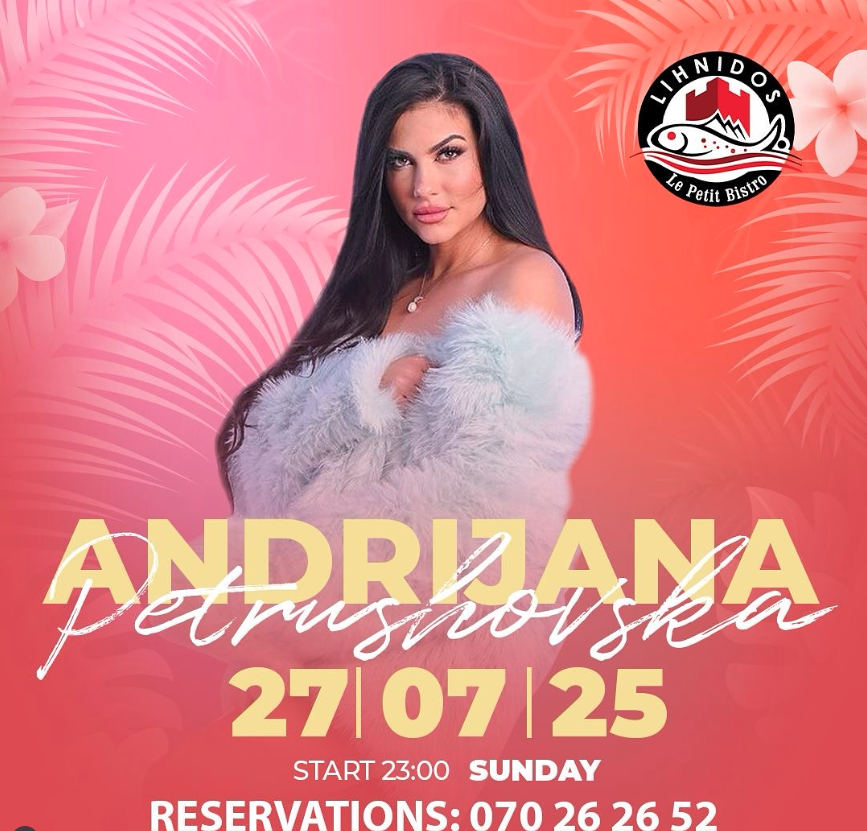 LIHNIDOS
Le Petit Bistro
ANDRIJANA
Petrushovska
27|07|25
START 23:00 SUNDAY
RESERVATIONS: 070 26 26 52